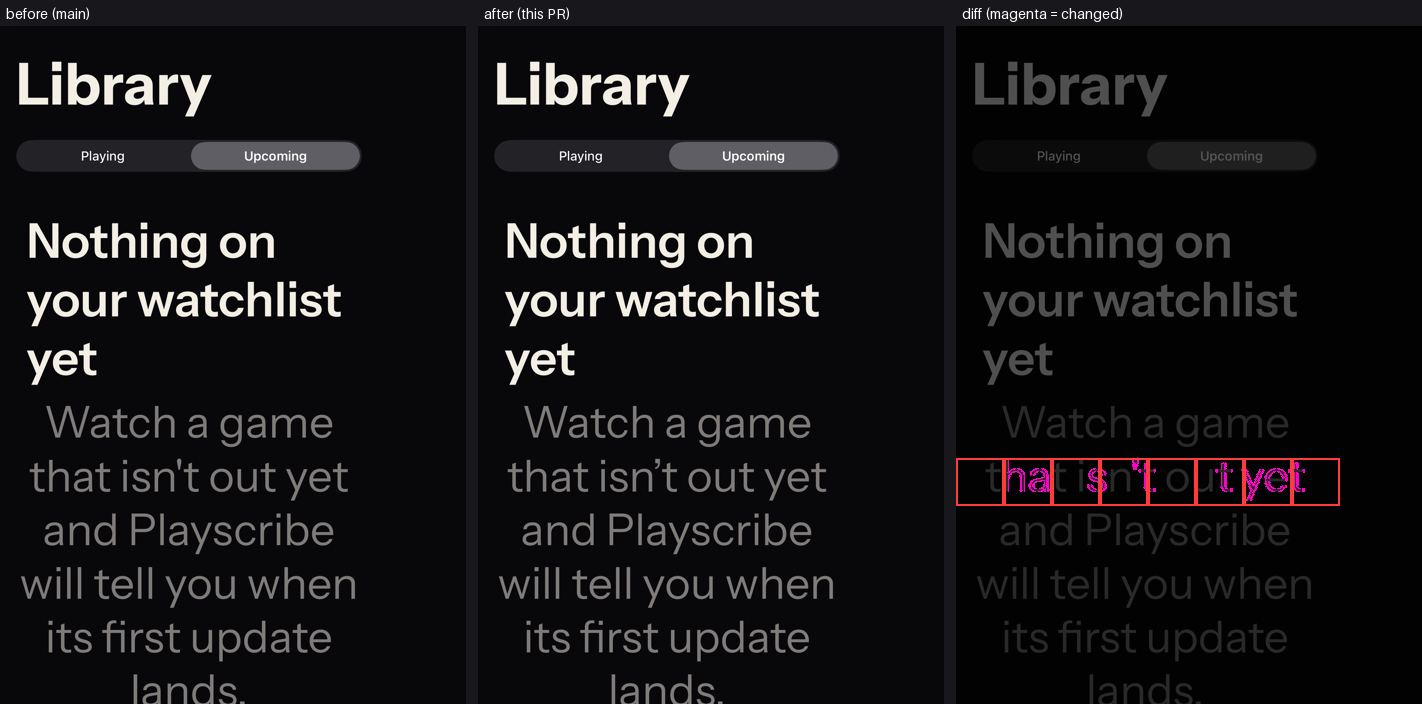 before (main)
Library
Playing
Upcoming
Nothing on
your watchlist
yet
Watch a game
that isn't out yet
and Playscribe
will tell you when
its first update
lands.
after (this PR)
Library
Playing
Upcoming
Nothing on
your watchlist
yet
Watch a game
that isn’t out yet
and Playscribe
will tell you when
its first update
lands.
diff (magenta = changed)
Library
Playing
Upcoming
Nothing on
your watchlist
yet
Watch a game
that isn’t out yet
and Playscribe
will tell you when
its first update
lands.